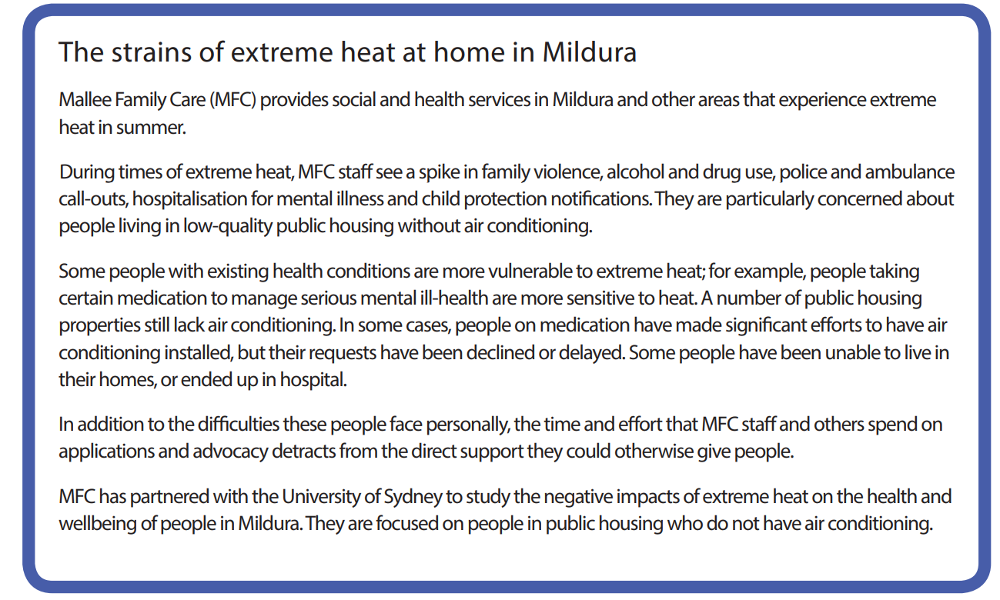 The strains of extreme heat at home in Mildura
Mallee Family Care (MFC) provides social and health services in Mildura and other areas that experience extreme
heat in summer.
During times of extreme heat, MFC staff see a spike in family violence, alcohol and drug use, police and ambulance
call-outs, hospitalisation for mental illness and child protection notifications. They are particularly concerned about
people living in low-quality public housing without air conditioning.
Some people with existing health conditions are more vulnerable to extreme heat; for example, people taking
certain medication to manage serious mental ill-health are more sensitive to heat. A number of public housing
properties still lack air conditioning. In some cases, people on medication have made significant efforts to have air
conditioning installed, but their requests have been declined or delayed. Some people have been unable to live in
their homes, or ended up in hospital.
In addition to the difficulties these people face personally, the time and effort that MFC staff and others spend on
applications and advocacy detracts from the direct support they could otherwise give people.
MFC has partnered with the University of Sydney to study the negative impacts of extreme heat on the health and
wellbeing of people in Mildura. They are focused on people in public housing who do not have air conditioning.